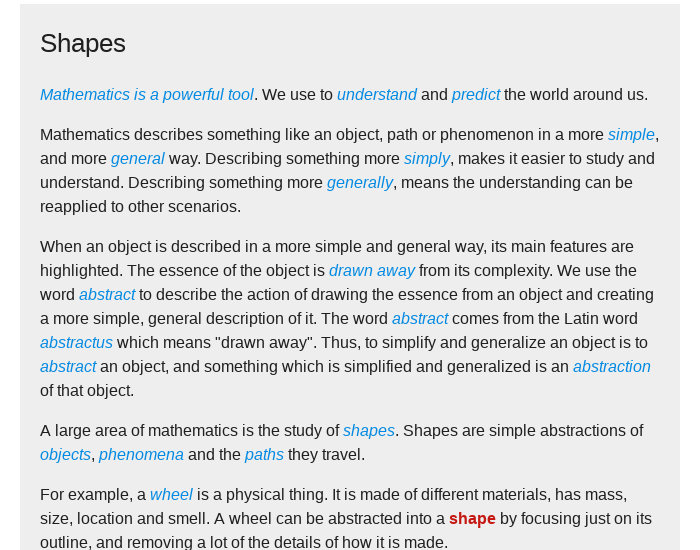 Shapes
Mathematics is a powerful tool. We use to understand and predict the world around us.
Mathematics describes something like an object, path or phenomenon in a more simple,
and more general way. Describing something more simply, makes it easier to study and
understand. Describing something more generally, means the understanding can be
reapplied to other scenarios.
When an object is described in a more simple and general way, its main features are
highlighted. The essence of the object is drawn away from its complexity. We use the
word abstract to describe the action of drawing the essence from an object and creating
a more simple, general description of it. The word abstract comes from the Latin word
abstractus which means "drawn away". Thus, to simplify and generalize an object is to
abstract an object, and something which is simplified and generalized is an abstraction
of that object.
A large area of mathematics is the study of shapes. Shapes are simple abstractions of
objects, phenomena and the paths they travel.
For example, a wheel is a physical thing. It is made of different materials, has mass,
size, location and smell. A wheel can be abstracted into a shape by focusing just on its
outline, and removing a lot of the details of how it is made.